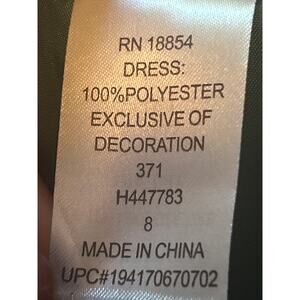 RN 18854
DRESS:
100%POLYESTER
EXCLUSIVE OF
DECORATION
371
H447783
8
MADE IN CHINA
UPC#194170670702